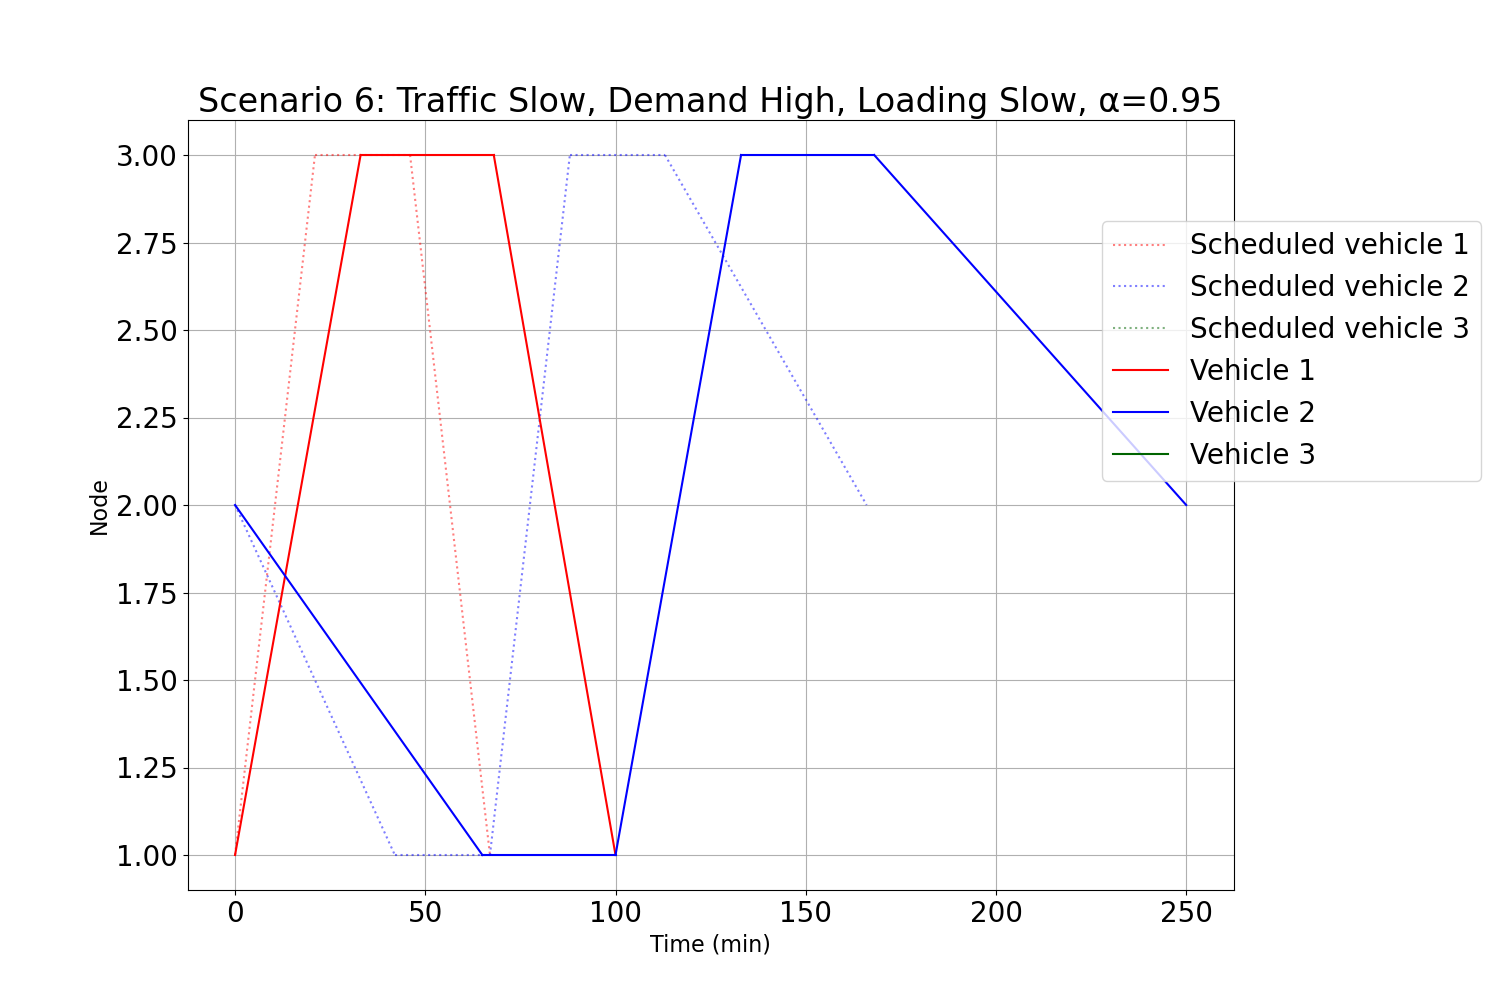 Scenario 6: Traffic Slow, Demand High, Loading Slow, α=0.95
3.00
2.75
2.50
2.25
2.00
1.75
1.50
1.25
1.00
Node
0 50 100 150 200 250
Time (min)
Scheduled vehicle 1
Scheduled vehicle 2
Scheduled vehicle 3
Vehicle 1
Vehicle 2
Vehicle 3